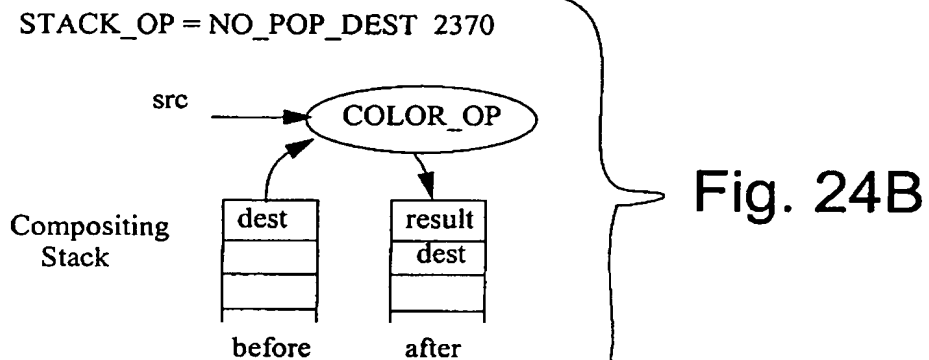 STACK_OP = NO_POP_DEST 2370
src
COLOR_OP
Fig. 24B
Compositing
Stack
dest
result
dest
before
after